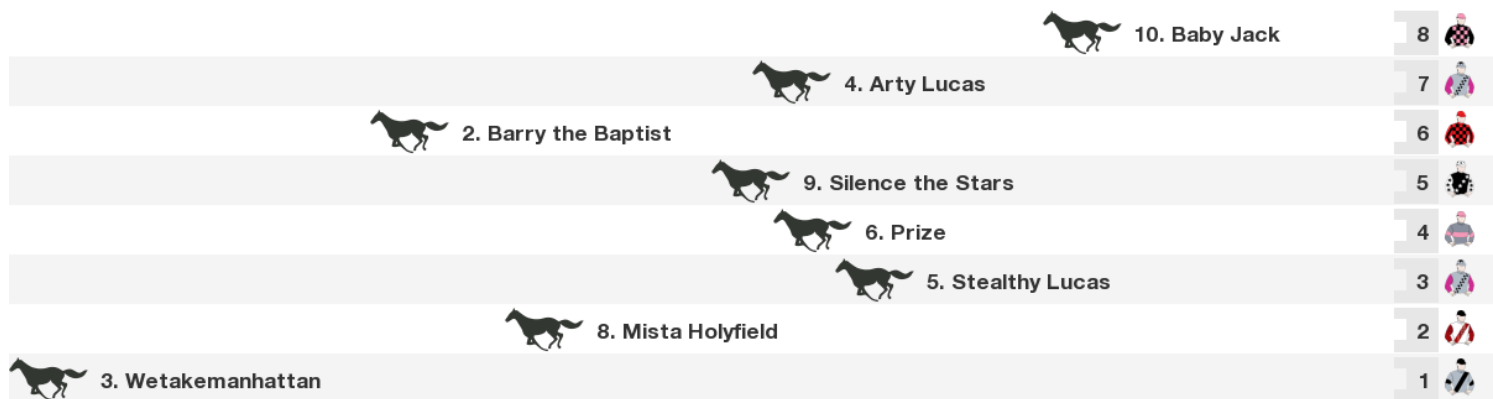 10. Baby Jack 8
4. Arty Lucas 7
2. Barry the Baptist 6
9. Silence the Stars 5
6. Prize 4
5. Stealthy Lucas 3
8. Mista Holyfield 2
3. Wetakemanhattan 1